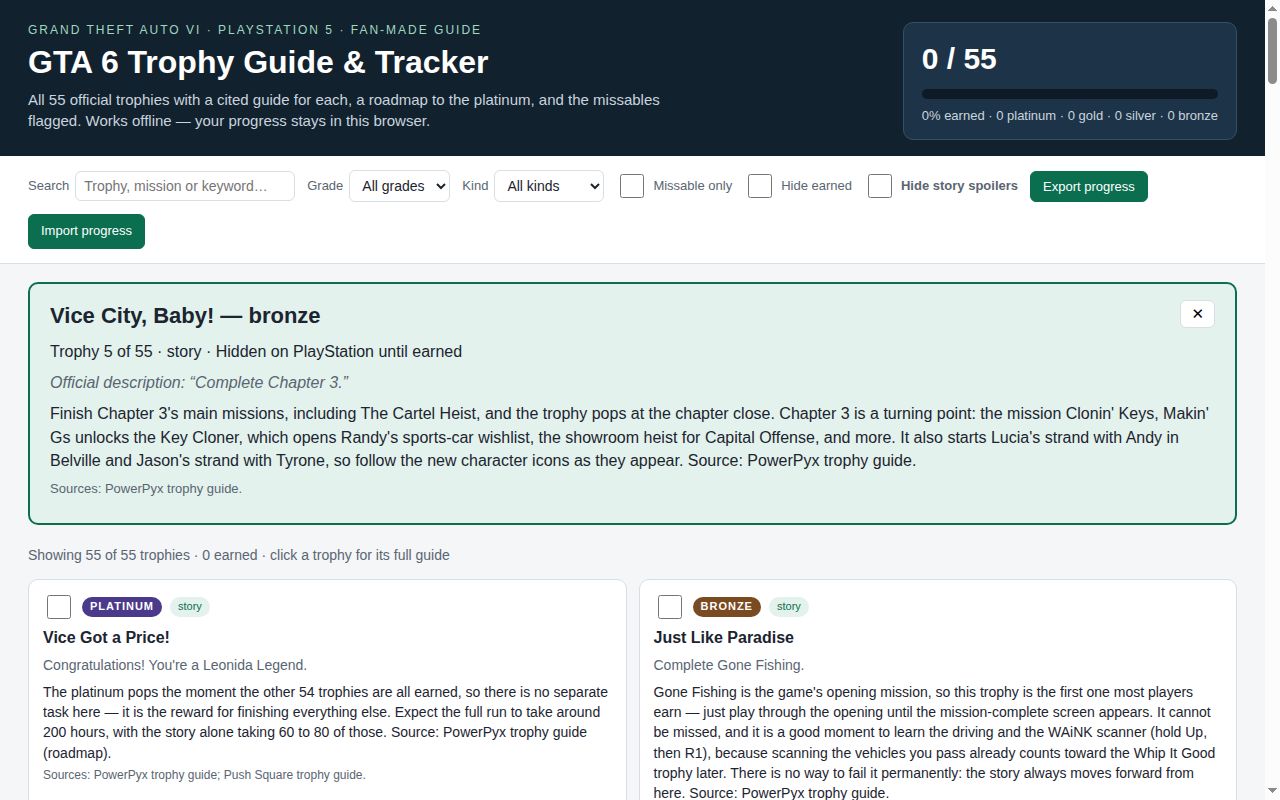 GRAND THEFT AUTO VI · PLAYSTATION 5 · FAN-MADE GUIDE
GTA 6 Trophy Guide & Tracker
All 55 official trophies with a cited guide for each, a roadmap to the platinum, and the missables
flagged. Works offline — your progress stays in this browser.
0 / 55
0% earned · 0 platinum · 0 gold · 0 silver · 0 bronze
Search Trophy, mission or keyword… Grade All grades Kind All kinds Missable only Hide earned Hide story spoilers Export progress
Import progress
Vice City, Baby! — bronze
✕
Trophy 5 of 55 · story · Hidden on PlayStation until earned
Official description: “Complete Chapter 3.”
Finish Chapter 3's main missions, including The Cartel Heist, and the trophy pops at the chapter close. Chapter 3 is a turning point: the mission Clonin' Keys, Makin'
Gs unlocks the Key Cloner, which opens Randy's sports-car wishlist, the showroom heist for Capital Offense, and more. It also starts Lucia's strand with Andy in
Belville and Jason's strand with Tyrone, so follow the new character icons as they appear. Source: PowerPyx trophy guide.
Sources: PowerPyx trophy guide.
Showing 55 of 55 trophies · 0 earned · click a trophy for its full guide
PLATINUM story
Vice Got a Price!
Congratulations! You're a Leonida Legend.
The platinum pops the moment the other 54 trophies are all earned, so there is no separate
task here — it is the reward for finishing everything else. Expect the full run to take around
200 hours, with the story alone taking 60 to 80 of those. Source: PowerPyx trophy guide
(roadmap).
Sources: PowerPyx trophy guide; Push Square trophy guide.
BRONZE story
Just Like Paradise
Complete Gone Fishing.
Gone Fishing is the game's opening mission, so this trophy is the first one most players
earn — just play through the opening until the mission-complete screen appears. It cannot
be missed, and it is a good moment to learn the driving and the WAiNK scanner (hold Up,
then R1), because scanning the vehicles you pass already counts toward the Whip It Good
trophy later. There is no way to fail it permanently: the story always moves forward from
here. Source: PowerPyx trophy guide.